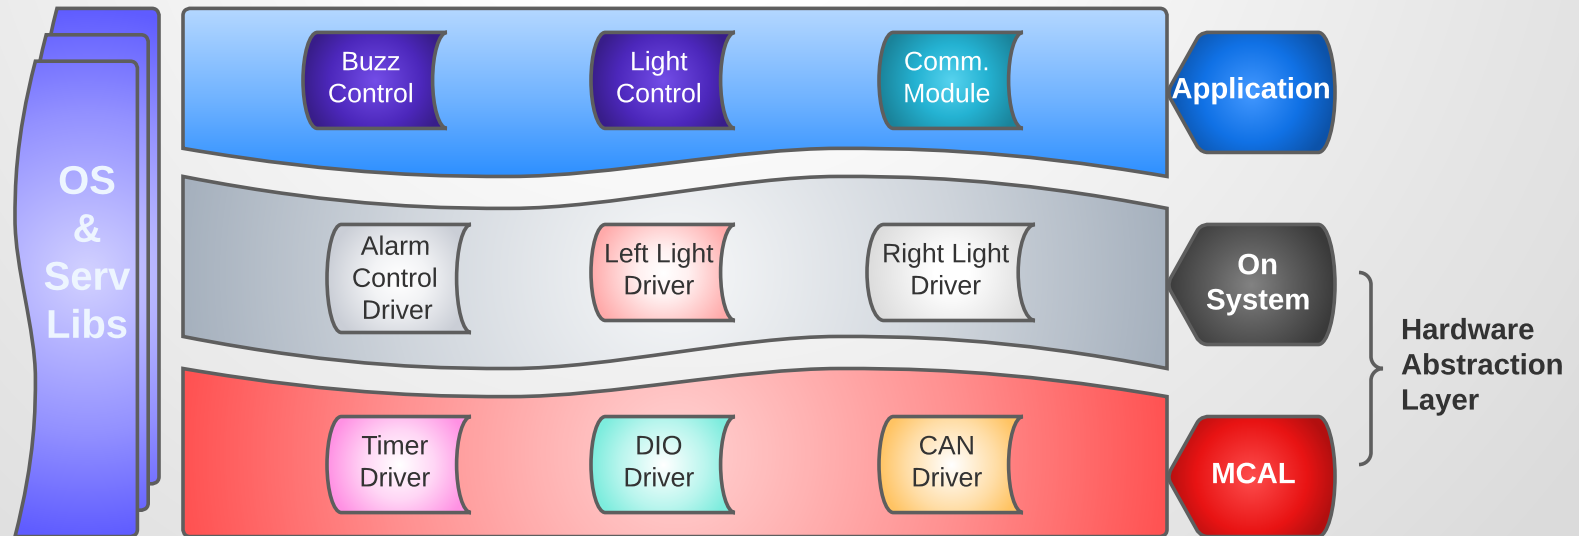 OS
&
Serv
Libs
Buzz
Control
Light
Control
Comm.
Module
Application
Alarm
Control
Driver
Left Light
Driver
Right Light
Driver
On
System
Timer
Driver
DIO
Driver
CAN
Driver
MCAL
Hardware
Abstraction
Layer